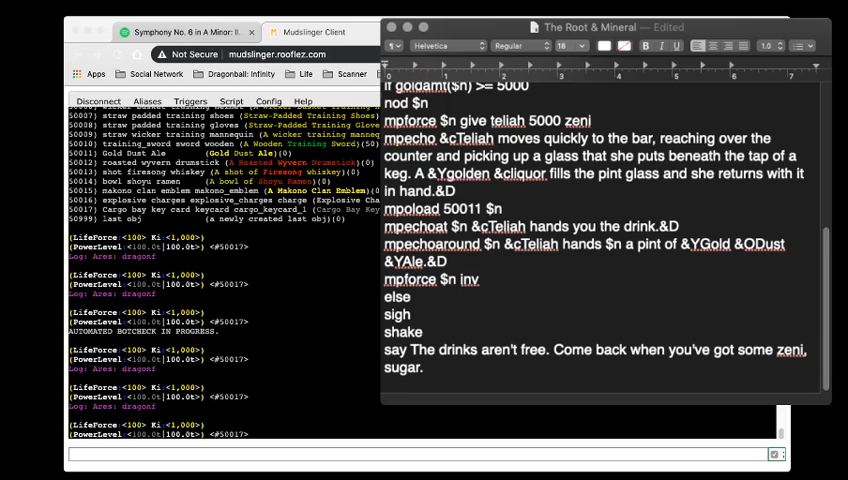 Symphony No. 6 in A Minor: II.
Mudslinger Client
Not Secure | mudslinger.rooflez.com
Apps Social Network Dragonball: Infinity Life Scanner
Disconnect Aliases Triggers Script Config Help
50007) straw padded training shoes (Straw-Padded Training Shoes)
50008) straw padded training gloves (Straw-Padded Training Glove
50009) straw wicker training mannequin (A wicker training manneq
50010) training_sword sword wooden (A Wooden Training Sword)(50)
50011) Gold Dust Ale (Gold Dust Ale)(0)
50012) roasted wyvern drumstick (A Roasted Wyvern Drumstick)(0)
50013) shot firesong whiskey (A shot of Firesong whiskey)(0)
50014) bowl shoyu ramen (A bowl of Shoyu Ramen)(0)
50015) makono clan emblem makono_emblem (A Makono Clan Emblem)(0
50016) explosive charges explosive_charges charge (Explosive Char
50017) Cargo bay key card keycard cargo_keycard_1 (Cargo Bay Key
50999) last obj (a newly created last obj)(0)
(LifeForce:<100> Ki:<1,000>)
(PowerLevel:<100.0t|100.0t>) <#50017>
Log: Ares: dragonf
(LifeForce:<100> Ki:<1,000>)
(PowerLevel:<100.0t|100.0t>) <#50017>
Log: Ares: dragonf
(LifeForce:<100> Ki:<1,000>)
(PowerLevel:<100.0t|100.0t>) <#50017>
AUTOMATED BOTCHECK IN PROGRESS.
(LifeForce:<100> Ki:<1,000>)
(PowerLevel:<100.0t|100.0t>) <#50017>
Log: Ares: dragonf
(LifeForce:<100> Ki:<1,000>)
(PowerLevel:<100.0t|100.0t>) <#50017>
Log: Ares: dragonf
(LifeForce:<100> Ki:<1,000>)
(PowerLevel:<100.0t|100.0t>) <#50017>
The Root & Mineral — Edited
Helvetica Regular 18 B I U 1.0
0 1 2 3 4 5 6 7
if goldamt($n) >= 5000
nod $n
mpforce $n give teliah 5000 zeni
mpecho &cTeliah moves quickly to the bar, reaching over the
counter and picking up a glass that she puts beneath the tap of a
keg. A &Ygolden &cliquor fills the pint glass and she returns with it
in hand.&D
mpoload 50011 $n
mpechoat $n &cTeliah hands you the drink.&D
mpechoaround $n &cTeliah hands $n a pint of &YGold &ODust
&YAle.&D
mpforce $n inv
else
sigh
shake
say The drinks aren't free. Come back when you've got some zeni,
sugar.